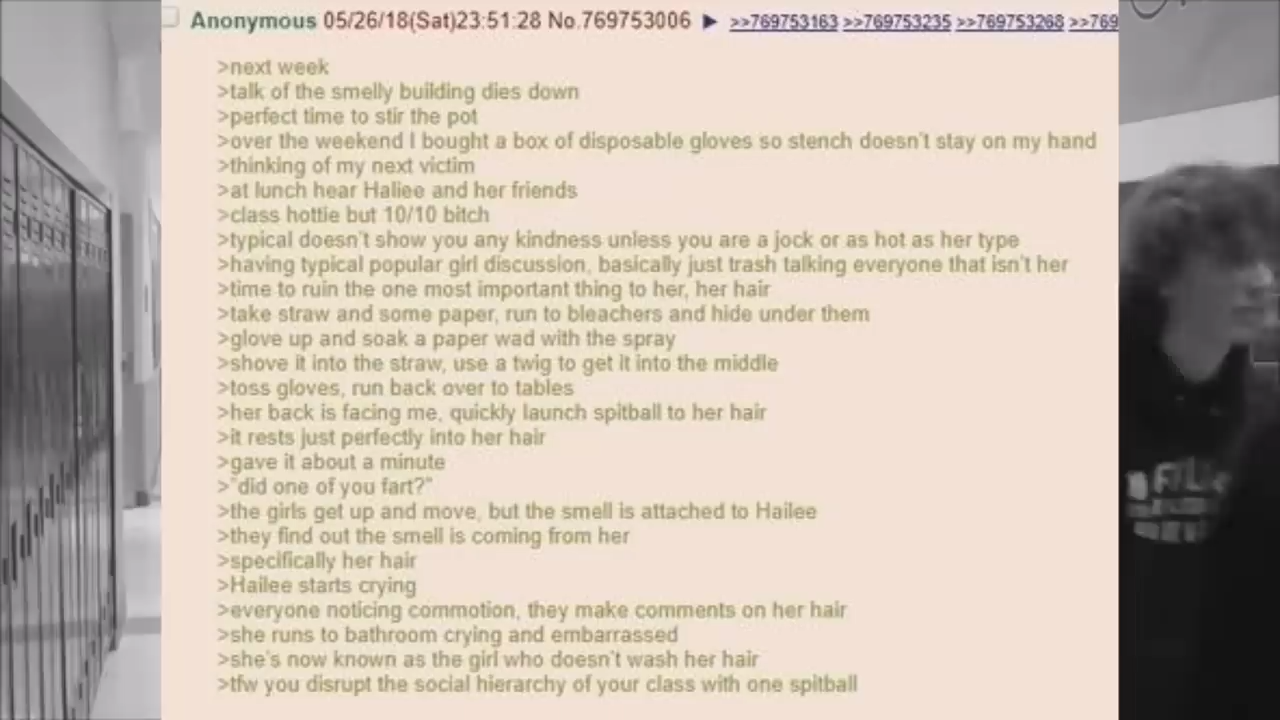 Anonymous 05/26/18(Sat)23:51:28 No.769753006 ▶ >>769753163 >>769753235 >>769753268 >>769
>next week
>talk of the smelly building dies down
>perfect time to stir the pot
>over the weekend I bought a box of disposable gloves so stench doesn't stay on my hand
>thinking of my next victim
>at lunch hear Haliee and her friends
>class hottie but 10/10 bitch
>typical doesn't show you any kindness unless you are a jock or as hot as her type
>having typical popular girl discussion, basically just trash talking everyone that isn't her
>time to ruin the one most important thing to her, her hair
>take straw and some paper, run to bleachers and hide under them
>glove up and soak a paper wad with the spray
>shove it into the straw, use a twig to get it into the middle
>toss gloves, run back over to tables
>her back is facing me, quickly launch spitball to her hair
>it rests just perfectly into her hair
>gave it about a minute
>"did one of you fart?"
>the girls get up and move, but the smell is attached to Hailee
>they find out the smell is coming from her
>specifically her hair
>Hailee starts crying
>everyone noticing commotion, they make comments on her hair
>she runs to bathroom crying and embarrassed
>she's now known as the girl who doesn't wash her hair
>tfw you disrupt the social hierarchy of your class with one spitball